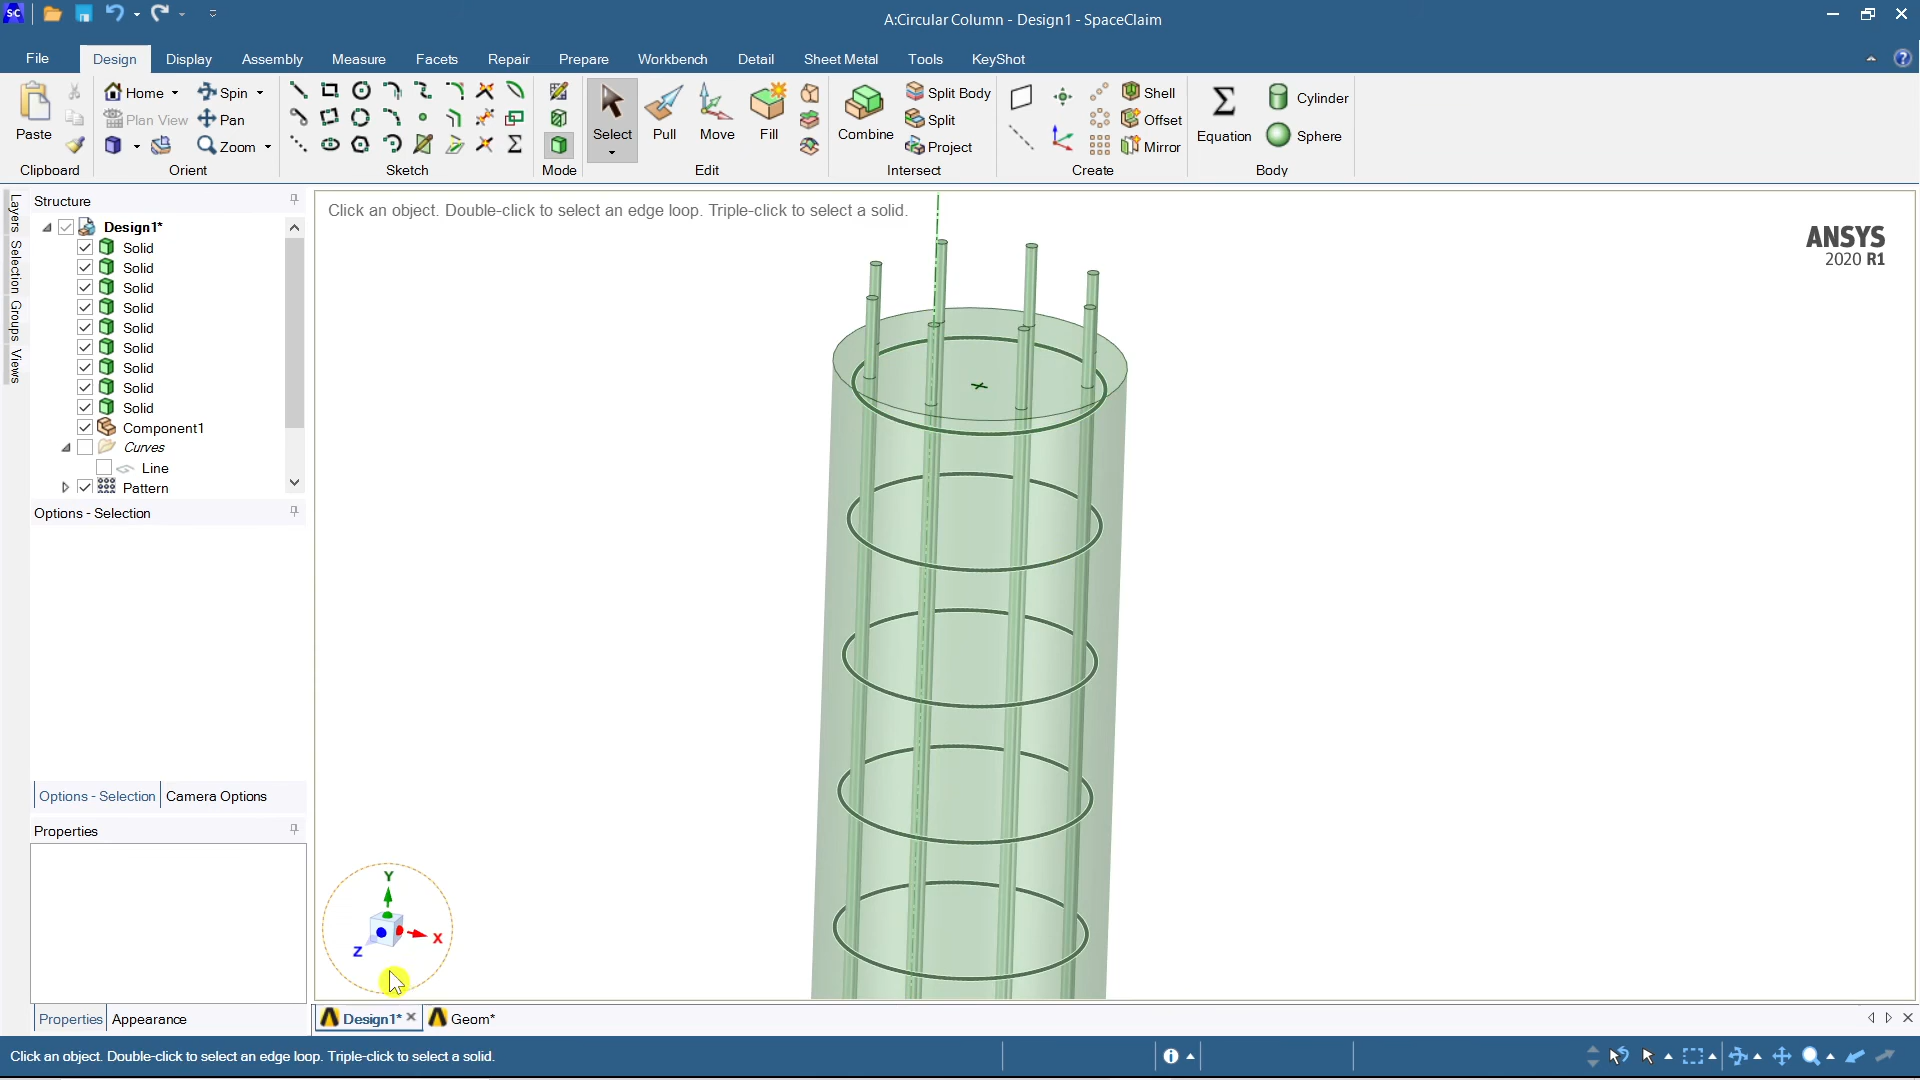 SC
A:Circular Column - Design1 - SpaceClaim
File Design Display Assembly Measure Facets Repair Prepare Workbench Detail Sheet Metal Tools KeyShot
Paste
Clipboard
Home Spin
Plan View Pan
Zoom
Orient
Sketch
Mode
Select Pull Move Fill
Edit
Combine
Split Body
Split
Project
Intersect
Shell
Offset
Mirror
Create
Equation
Cylinder
Sphere
Body
Layers Selection Groups Views
Structure
Design1*
Solid
Solid
Solid
Solid
Solid
Solid
Solid
Solid
Solid
Component1
Curves
Line
Pattern
Options - Selection
Options - Selection Camera Options
Properties
Properties Appearance
Click an object. Double-click to select an edge loop. Triple-click to select a solid.
ANSYS
2020 R1
Y
Z
X
Design1* Geom*
Click an object. Double-click to select an edge loop. Triple-click to select a solid.